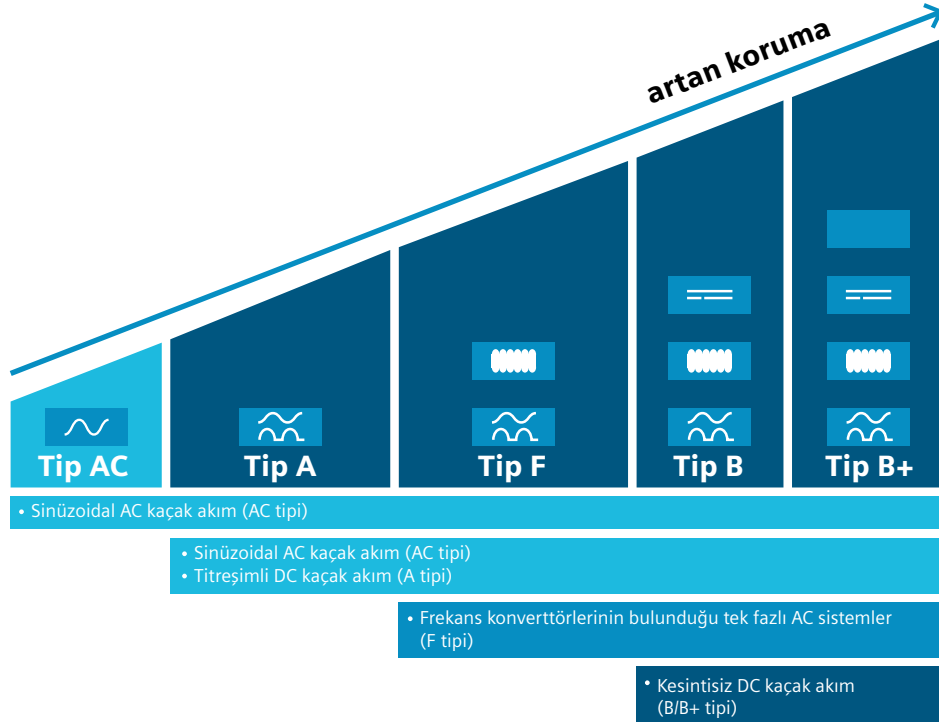 artan koruma
Tip AC
Tip A
Tip F
Tip B
Tip B+
• Sinüzoidal AC kaçak akım (AC tipi)
• Sinüzoidal AC kaçak akım (AC tipi)
• Titreşimli DC kaçak akım (A tipi)
• Frekans konverttörlerinin bulunduğu tek fazlı AC sistemler
(F tipi)
• Kesintisiz DC kaçak akım
(B/B+ tipi)